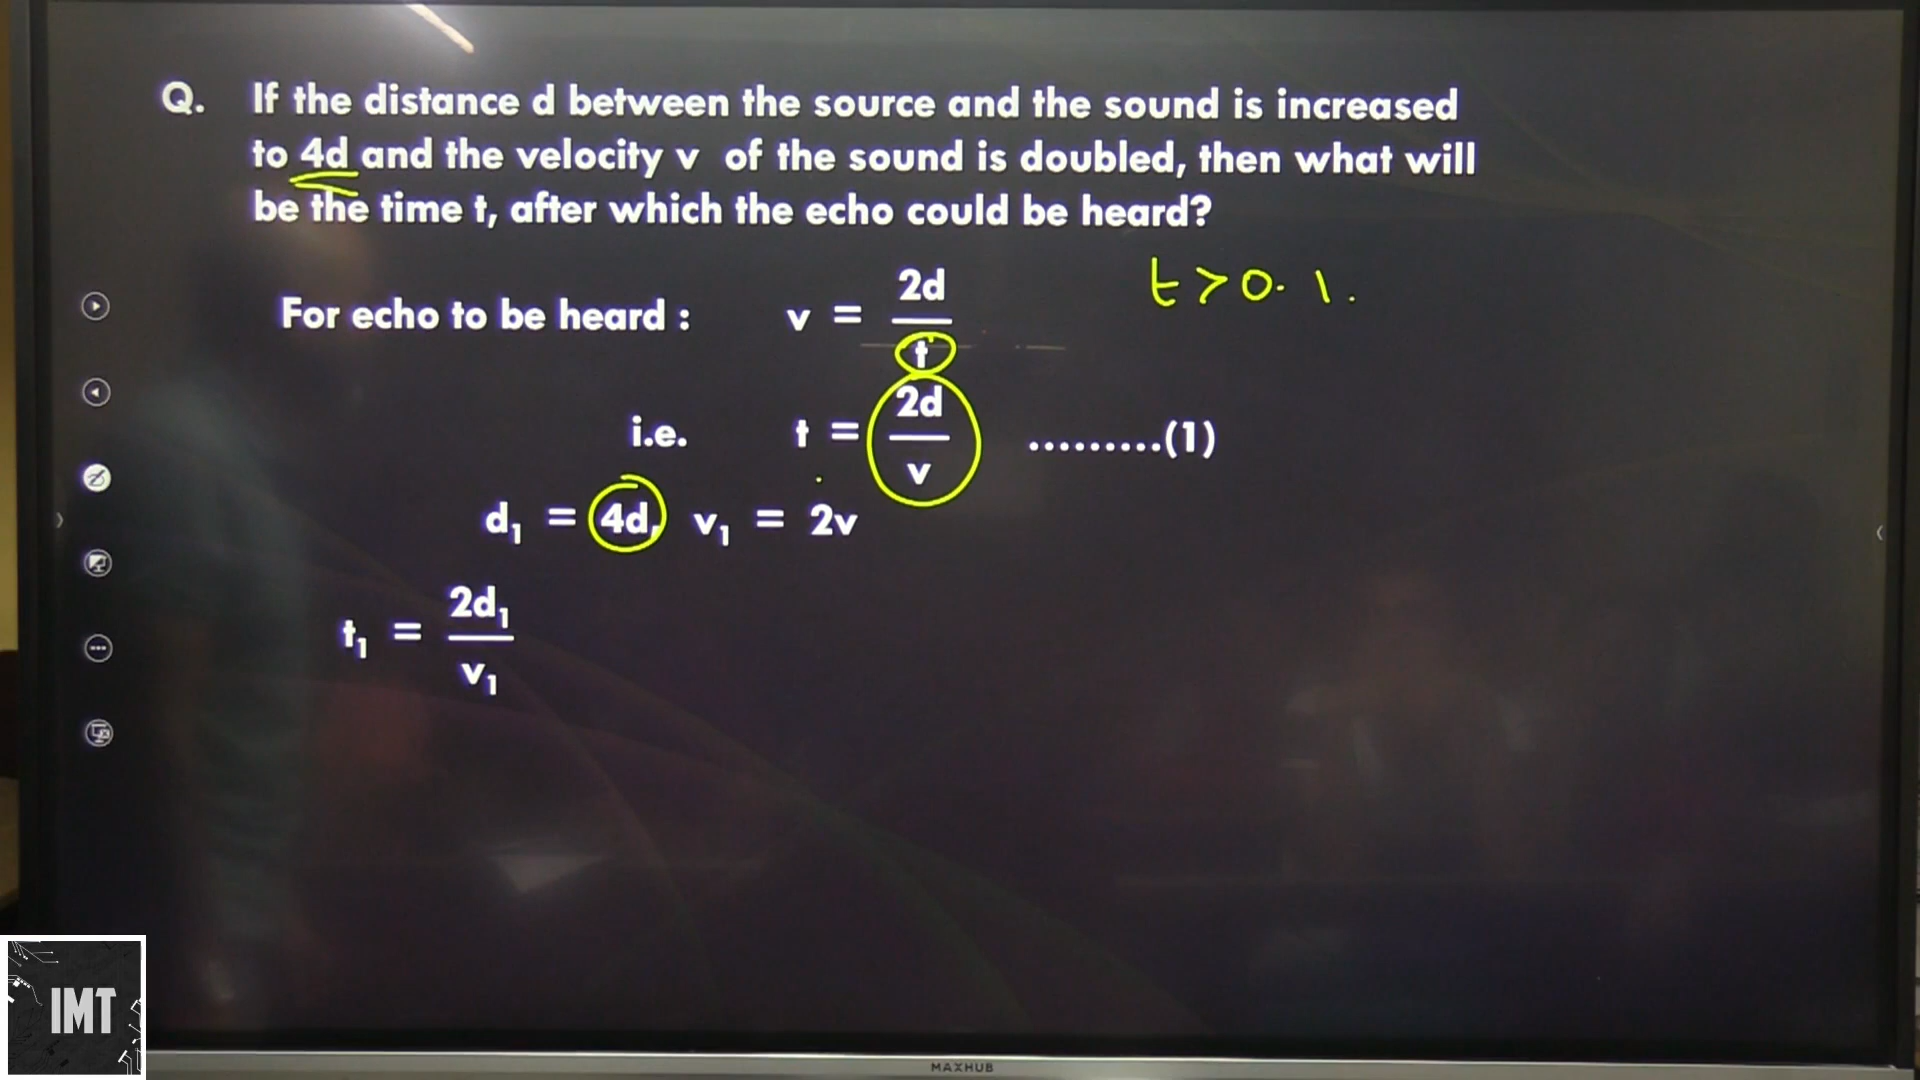 Q. If the distance d between the source and the sound is increased
to 4d and the velocity v of the sound is doubled, then what will
be the time t, after which the echo could be heard?
For echo to be heard : v = 2d / t
t > 0.1.
i.e. t = 2d / v .........(1)
d₁ = 4d, v₁ = 2v
t₁ = 2d₁ / v₁
IMT
MAXHUB